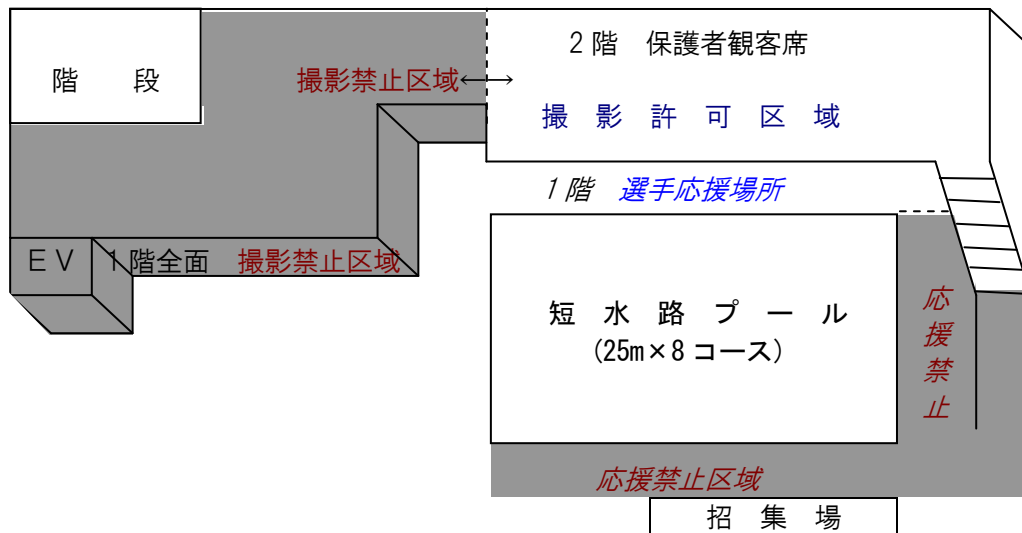 2階 保護者観客席
階 段
撮影禁止区域
撮 影 許 可 区 域
1階 選手応援場所
EV
1階全面 撮影禁止区域
応援禁止
短 水 路 プ ー ル
(25m×8コース)
応援禁止区域
招 集 場